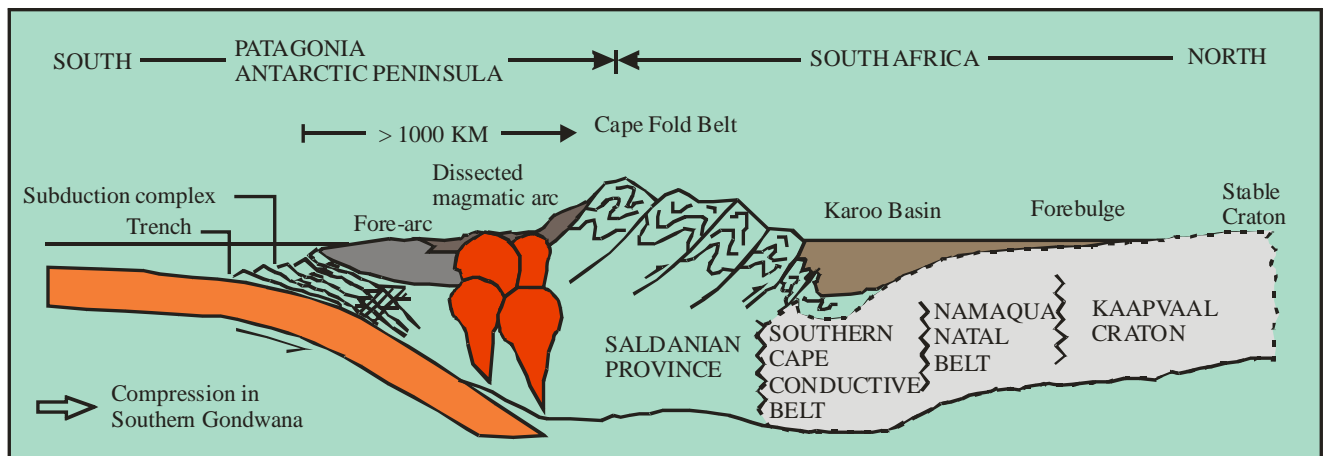 SOUTH
PATAGONIA
ANTARCTIC PENINSULA
SOUTH AFRICA
NORTH
> 1000 KM
Cape Fold Belt
Dissected
magmatic arc
Subduction complex
Trench
Fore-arc
Karoo Basin
Forebulge
Stable
Craton
SALDANIAN
PROVINCE
SOUTHERN
CAPE
CONDUCTIVE
BELT
NAMAQUA
NATAL
BELT
KAAPVAAL
CRATON
Compression in
Southern Gondwana